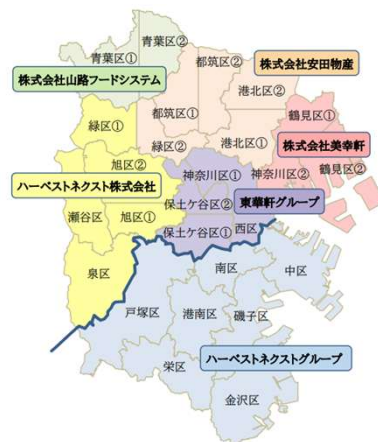 青葉区②
青葉区①
都筑区②
株式会社安田物産
株式会社山路フードシステム
港北区②
鶴見区①
緑区①
都筑区①
株式会社美幸軒
緑区②
港北区①
旭区②
神奈川区①
神奈川区②
鶴見区②
ハーベストネクスト株式会社
保土ケ谷区②
東華軒グループ
瀬谷区
旭区①
保土ケ谷区①
西区
泉区
南区
中区
戸塚区
港南区
磯子区
栄区
ハーベストネクストグループ
金沢区